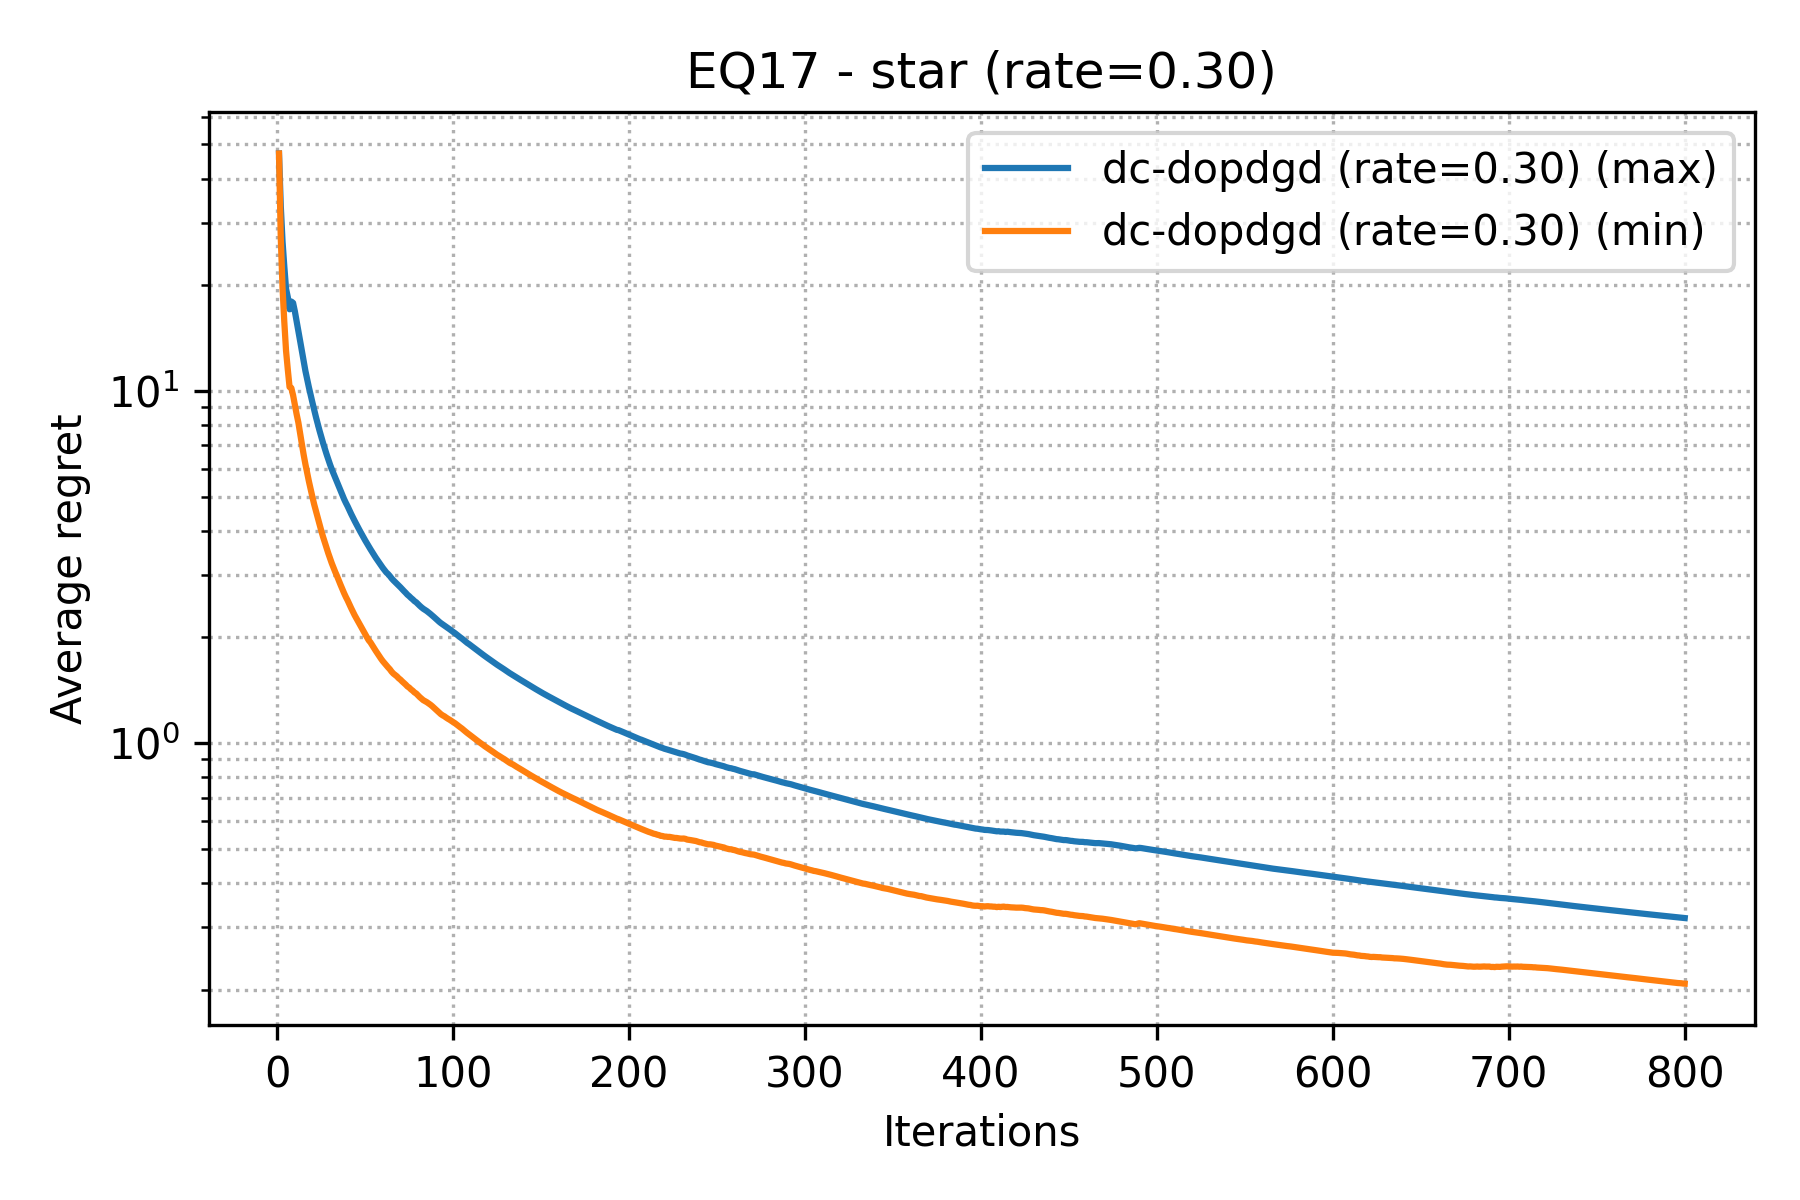 EQ17 - star (rate=0.30)
dc-dopdgd (rate=0.30) (max)
dc-dopdgd (rate=0.30) (min)
Average regret
10¹
10⁰
0 100 200 300 400 500 600 700 800
Iterations